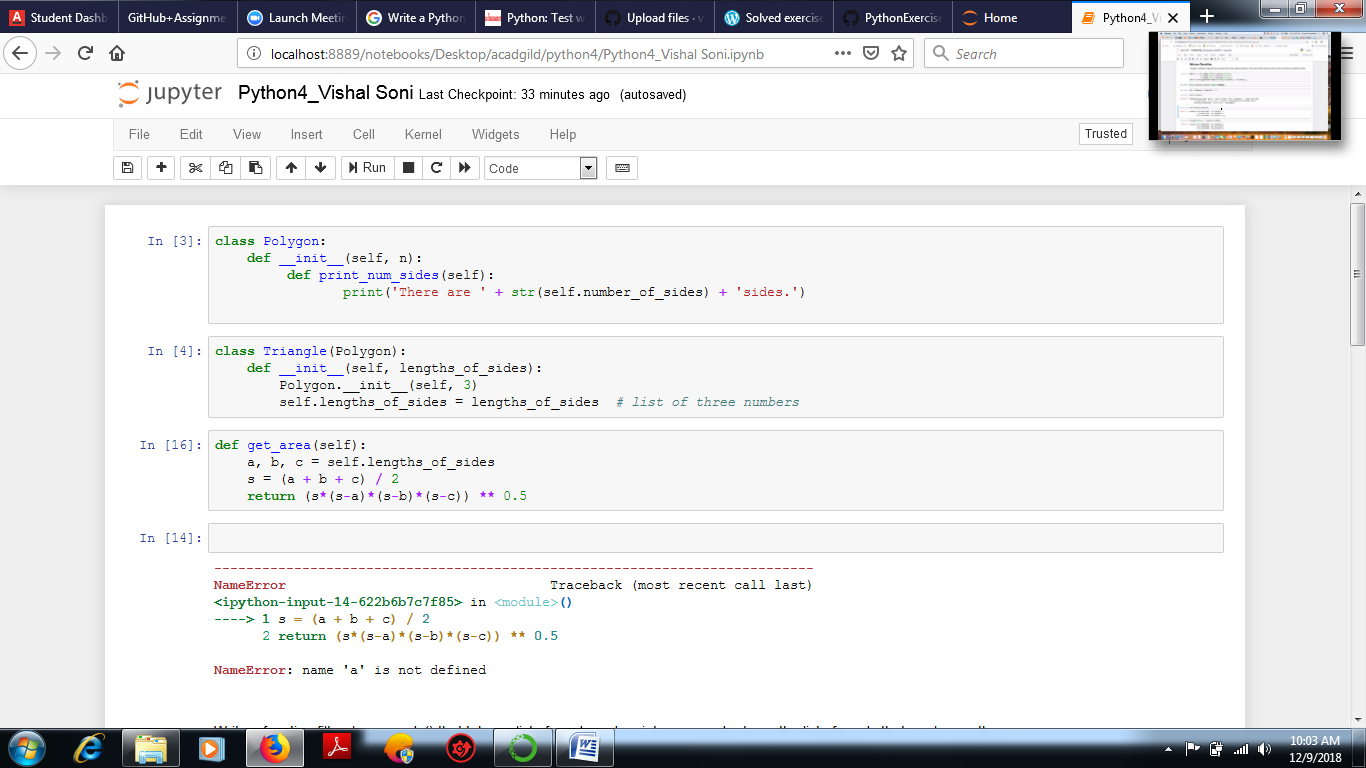 Student Dashb
GitHub+Assignme
Launch Meetin
Write a Python
Python: Test w
Upload files · v
Solved exercise
PythonExercise
Home
Python4_Vi
localhost:8889/notebooks/Desktop/acadgild/python4/Python4_Vishal Soni.ipynb
Search
jupyter Python4_Vishal Soni Last Checkpoint: 33 minutes ago (autosaved)
File Edit View Insert Cell Kernel Widgets Help
Trusted
Run
Code
In [3]: class Polygon:
    def __init__(self, n):
         def print_num_sides(self):
                print('There are ' + str(self.number_of_sides) + 'sides.')
In [4]: class Triangle(Polygon):
    def __init__(self, lengths_of_sides):
        Polygon.__init__(self, 3)
        self.lengths_of_sides = lengths_of_sides  # list of three numbers
In [16]: def get_area(self):
    a, b, c = self.lengths_of_sides
    s = (a + b + c) / 2
    return (s*(s-a)*(s-b)*(s-c)) ** 0.5
In [14]:
---------------------------------------------------------------------------
NameError                                 Traceback (most recent call last)
<ipython-input-14-622b6b7c7f85> in <module>()
----> 1 s = (a + b + c) / 2
      2 return (s*(s-a)*(s-b)*(s-c)) ** 0.5
NameError: name 'a' is not defined
10:03 AM
12/9/2018